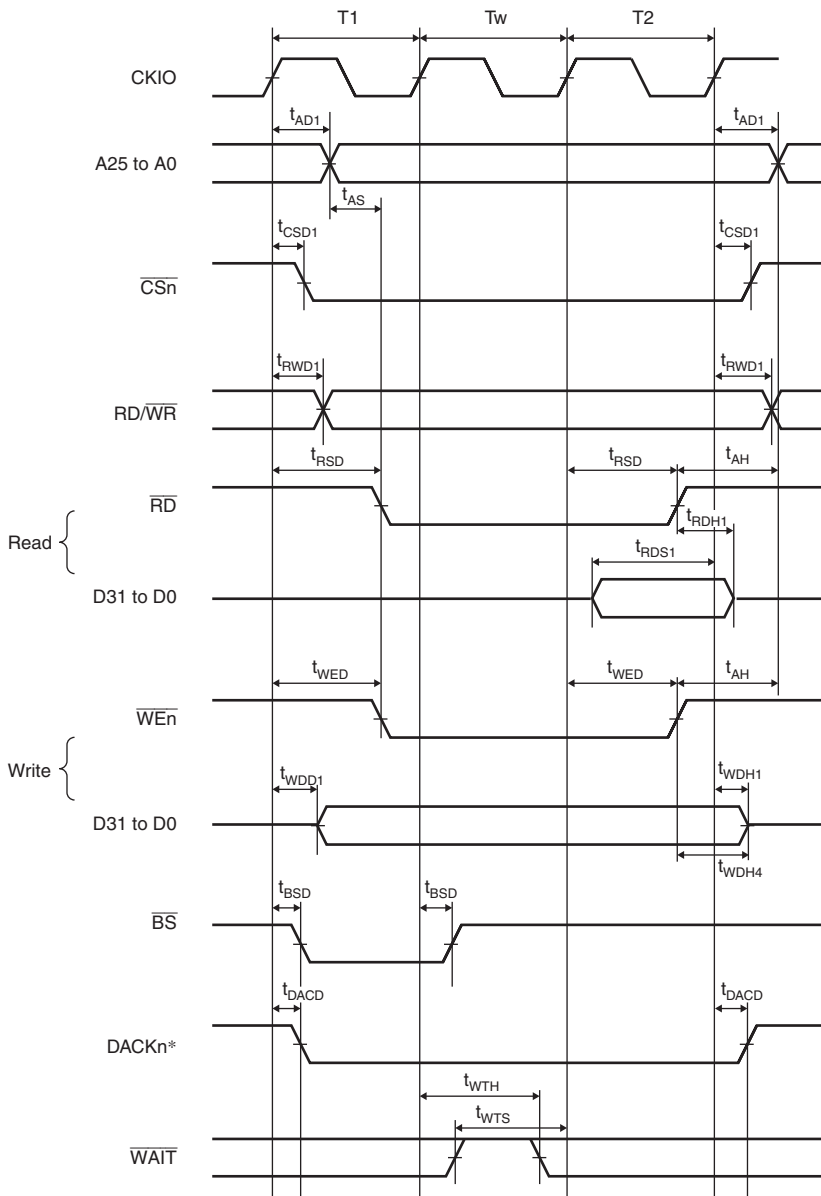 T1 Tw T2
CKIO
tAD1 tAD1
A25 to A0
tAS
tCSD1 tCSD1
CSn
tRWD1 tRWD1
RD/WR
tRSD tRSD tAH
RD
tRDH1
Read
tRDS1
D31 to D0
tWED tWED tAH
WEn
Write
tWDD1 tWDH1
D31 to D0
tWDH4
tBSD tBSD
BS
tDACD tDACD
DACKn*
tWTH
tWTS
WAIT